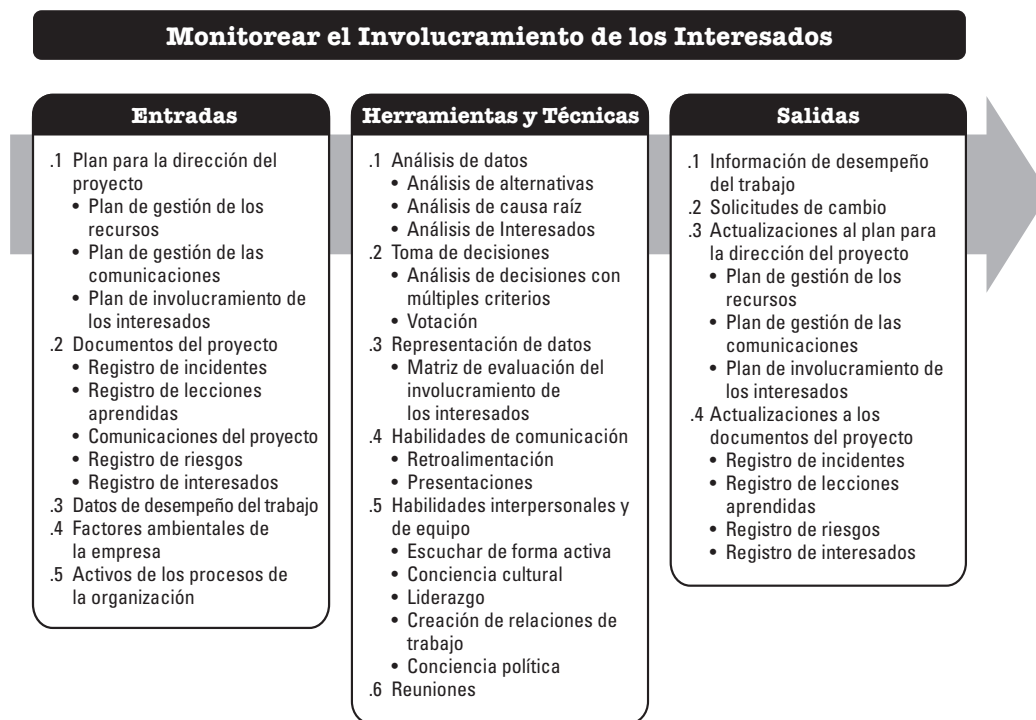 Monitorear el Involucramiento de los Interesados
Entradas
.1 Plan para la dirección del
proyecto
• Plan de gestión de los
recursos
• Plan de gestión de las
comunicaciones
• Plan de involucramiento de
los interesados
.2 Documentos del proyecto
• Registro de incidentes
• Registro de lecciones
aprendidas
• Comunicaciones del proyecto
• Registro de riesgos
• Registro de interesados
.3 Datos de desempeño del trabajo
.4 Factores ambientales de
la empresa
.5 Activos de los procesos de
la organización
Herramientas y Técnicas
.1 Análisis de datos
• Análisis de alternativas
• Análisis de causa raíz
• Análisis de Interesados
.2 Toma de decisiones
• Análisis de decisiones con
múltiples criterios
• Votación
.3 Representación de datos
• Matriz de evaluación del
involucramiento de
los interesados
.4 Habilidades de comunicación
• Retroalimentación
• Presentaciones
.5 Habilidades interpersonales y
de equipo
• Escuchar de forma activa
• Conciencia cultural
• Liderazgo
• Creación de relaciones de
trabajo
• Conciencia política
.6 Reuniones
Salidas
.1 Información de desempeño
del trabajo
.2 Solicitudes de cambio
.3 Actualizaciones al plan para
la dirección del proyecto
• Plan de gestión de los
recursos
• Plan de gestión de las
comunicaciones
• Plan de involucramiento de
los interesados
.4 Actualizaciones a los
documentos del proyecto
• Registro de incidentes
• Registro de lecciones
aprendidas
• Registro de riesgos
• Registro de interesados